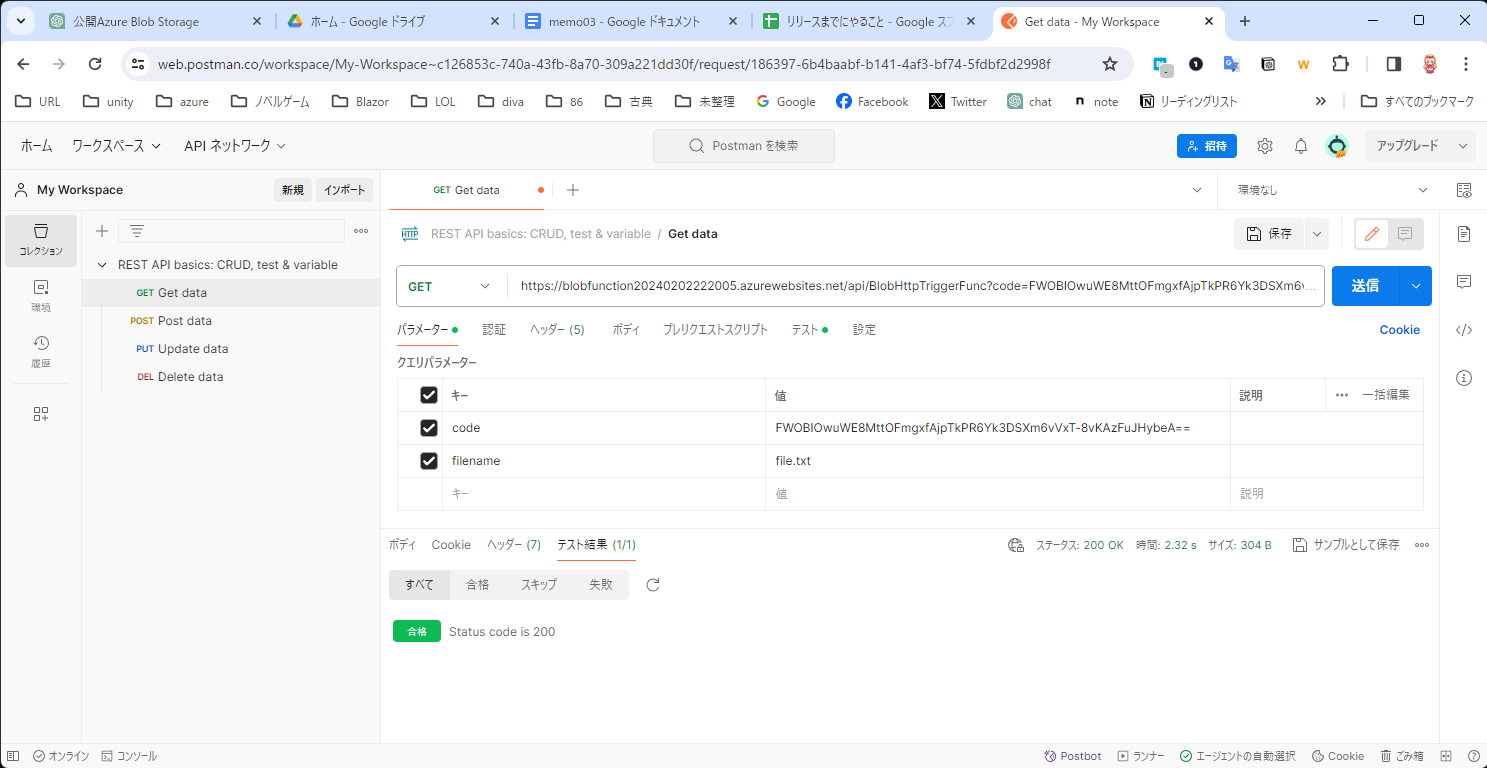 公開Azure Blob Storage
ホーム - Google ドライブ
memo03 - Google ドキュメント
リリースまでにやること - Google ス
Get data - My Workspace
web.postman.co/workspace/My-Workspace~c126853c-740a-43fb-8a70-309a221dd30f/request/186397-6b4baabf-b141-4af3-bf74-5fdbf2d2998f
URL unity azure ノベルゲーム Blazor LOL diva 86 古典 未整理 Google Facebook Twitter chat note リーディングリスト » すべてのブックマーク
ホーム ワークスペース API ネットワーク Postman を検索 招待 アップグレード
My Workspace 新規 インポート
GET Get data
環境なし
コレクション
環境
履歴
REST API basics: CRUD, test & variable
GET Get data
POST Post data
PUT Update data
DEL Delete data
HTTP REST API basics: CRUD, test & variable / Get data 保存
GET https://blobfunction20240202222005.azurewebsites.net/api/BlobHttpTriggerFunc?code=FWOBIOwuWE8MttOFmgxfAjpTkPR6Yk3DSXm6v... 送信
パラメーター 認証 ヘッダー (5) ボディ プレリクエストスクリプト テスト 設定 Cookie
クエリパラメーター
キー 値 説明 一括編集
code FWOBIOwuWE8MttOFmgxfAjpTkPR6Yk3DSXm6vVxT-8vKAzFuJHybeA==
filename file.txt
キー 値 説明
ボディ Cookie ヘッダー (7) テスト結果 (1/1) ステータス: 200 OK 時間: 2.32 s サイズ: 304 B サンプルとして保存
すべて 合格 スキップ 失敗
合格 Status code is 200
オンライン コンソール Postbot ランナー エージェントの自動選択 Cookie ごみ箱